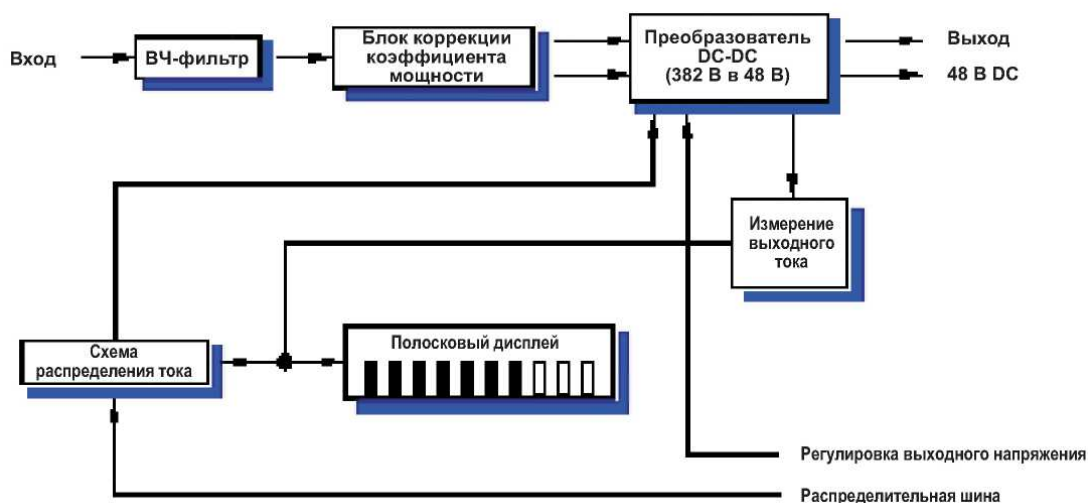 Вход
ВЧ-фильтр
Блок коррекции
коэффициента
мощности
Преобразователь
DC-DC
(382 В в 48 В)
Выход
48 В DC
Измерение
выходного
тока
Схема
распределения тока
Полосковый дисплей
Регулировка выходного напряжения
Распределительная шина